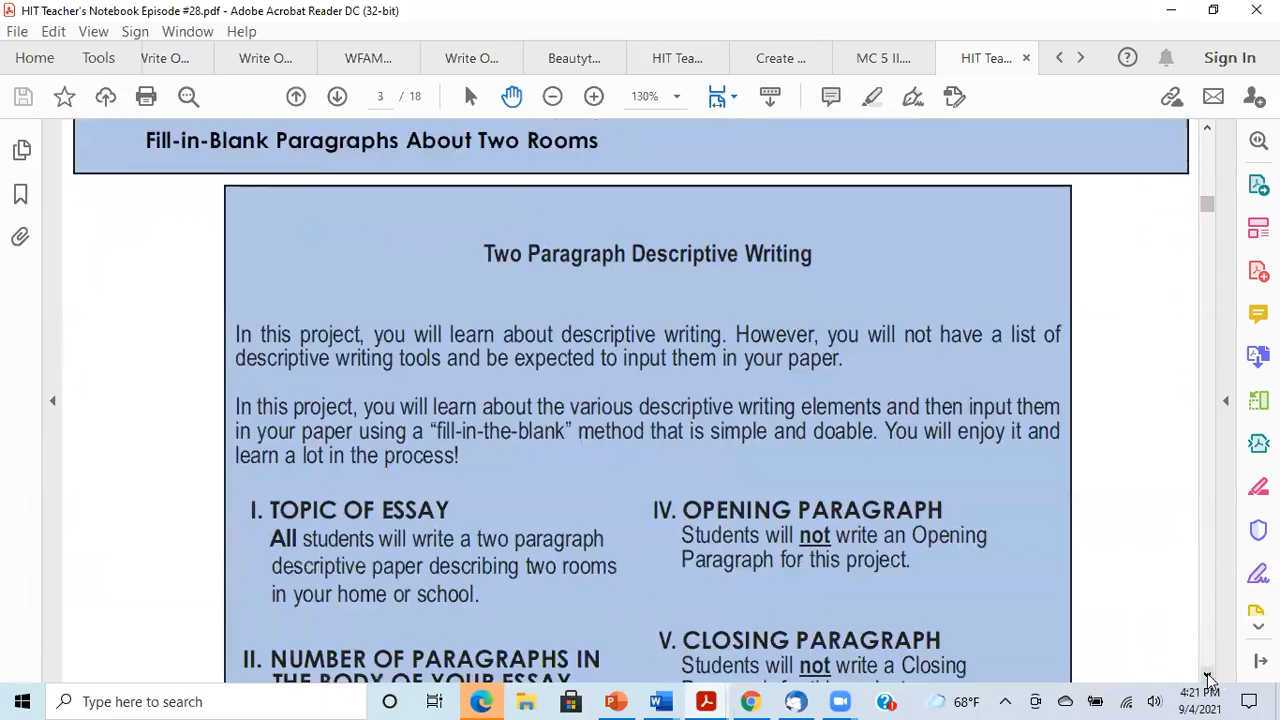 HIT Teacher's Notebook Episode #28.pdf - Adobe Acrobat Reader DC (32-bit)
File Edit View Sign Window Help
Home Tools Write O... Write O... WFAM... Write O... Beautyt... HIT Tea... Create ... MC 5 II.... HIT Tea... Sign In
3 / 18 130%
Fill-in-Blank Paragraphs About Two Rooms
Two Paragraph Descriptive Writing
In this project, you will learn about descriptive writing. However, you will not have a list of
descriptive writing tools and be expected to input them in your paper.
In this project, you will learn about the various descriptive writing elements and then input them
in your paper using a “fill-in-the-blank” method that is simple and doable. You will enjoy it and
learn a lot in the process!
I. TOPIC OF ESSAY
All students will write a two paragraph
descriptive paper describing two rooms
in your home or school.
II. NUMBER OF PARAGRAPHS IN
THE BODY OF YOUR ESSAY
IV. OPENING PARAGRAPH
Students will not write an Opening
Paragraph for this project.
V. CLOSING PARAGRAPH
Students will not write a Closing
Type here to search
68°F
4:21 PM
9/4/2021